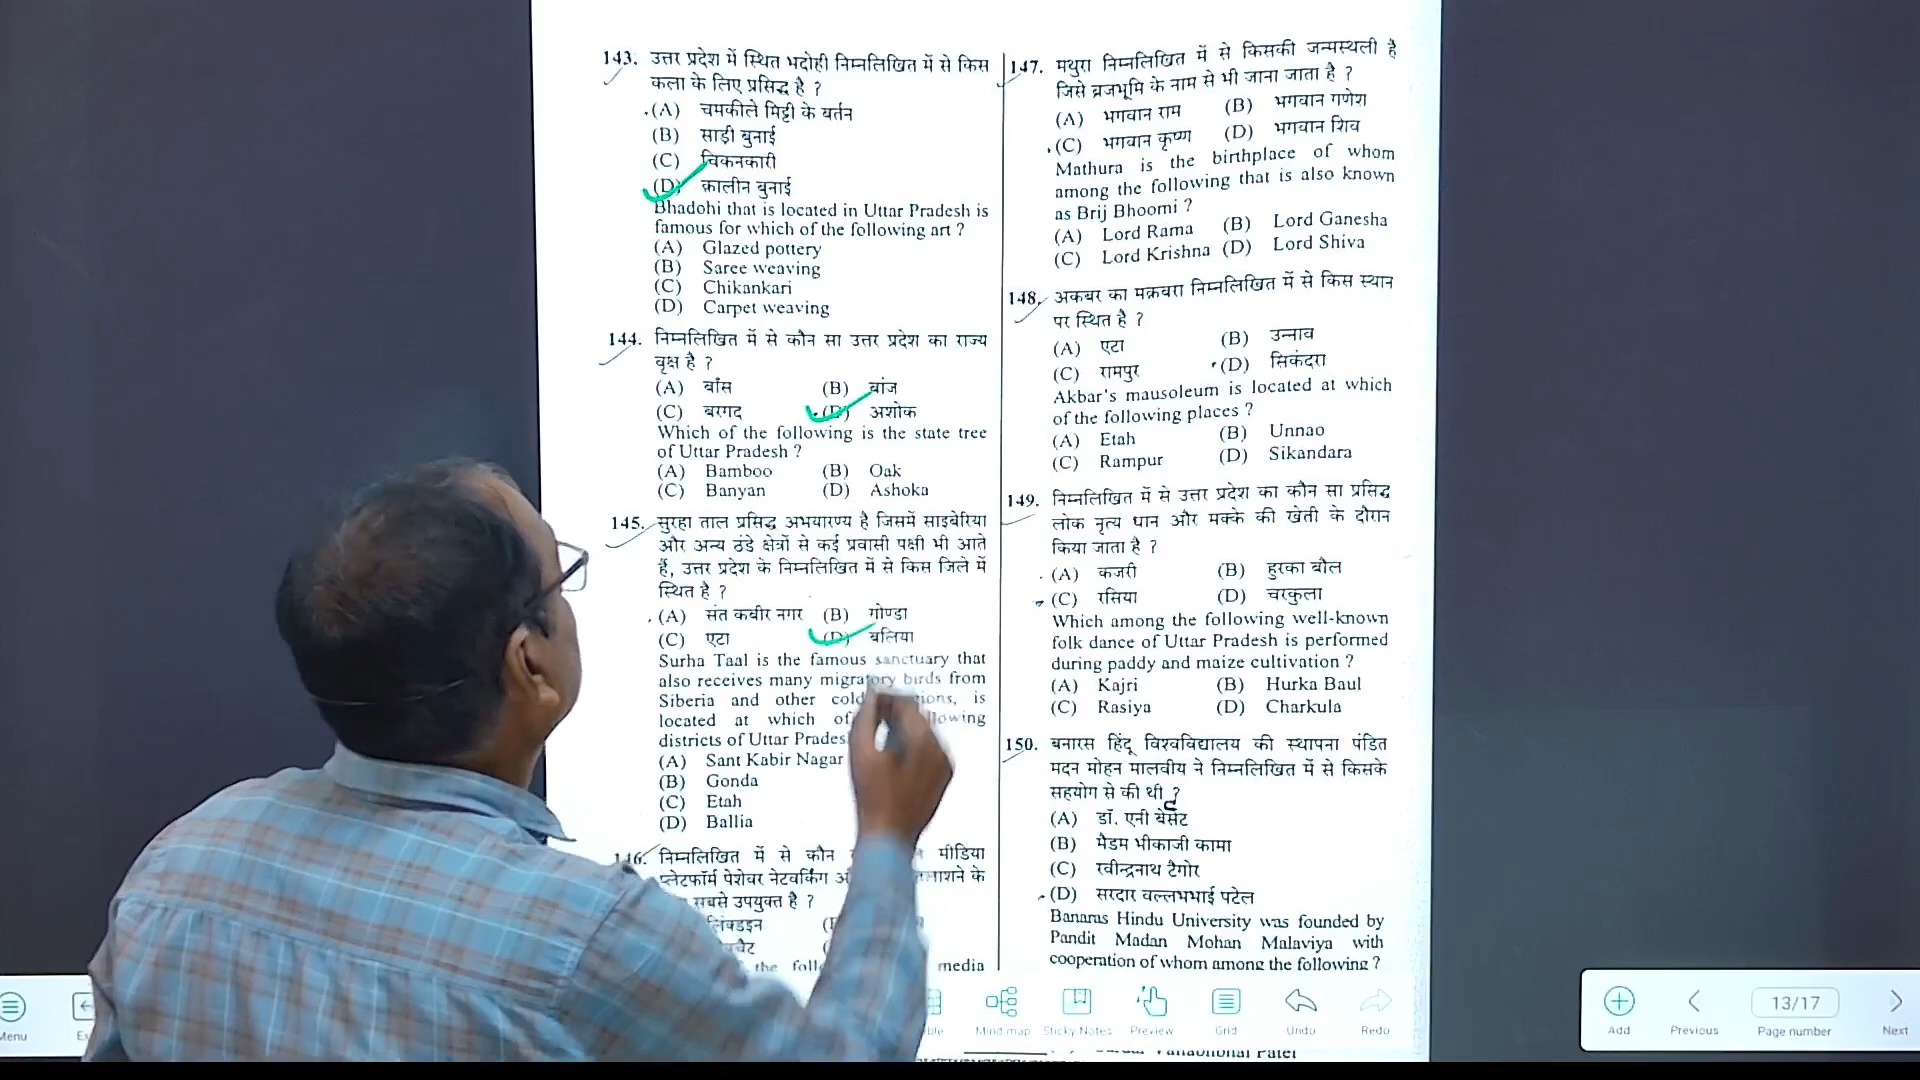 143. उत्तर प्रदेश में स्थित भदोही निम्नलिखित में से किस
कला के लिए प्रसिद्ध है ?
(A) चमकीले मिट्टी के बर्तन
(B) साड़ी बुनाई
(C) चिकनकारी
(D) क़ालीन बुनाई
Bhadohi that is located in Uttar Pradesh is
famous for which of the following art ?
(A) Glazed pottery
(B) Saree weaving
(C) Chikankari
(D) Carpet weaving
144. निम्नलिखित में से कौन सा उत्तर प्रदेश का राज्य
वृक्ष है ?
(A) बाँस (B) बांज
(C) बरगद (D) अशोक
Which of the following is the state tree
of Uttar Pradesh ?
(A) Bamboo (B) Oak
(C) Banyan (D) Ashoka
145. सुरहा ताल प्रसिद्ध अभयारण्य है जिसमें साइबेरिया
और अन्य ठंडे क्षेत्रों से कई प्रवासी पक्षी भी आते
हैं, उत्तर प्रदेश के निम्नलिखित में से किस जिले में
स्थित है ?
(A) संत कबीर नगर (B) गोण्डा
(C) एटा (D) बलिया
Surha Taal is the famous sanctuary that
also receives many migratory birds from
Siberia and other cold is
located at which of
districts of Uttar Prades
(A) Sant Kabir Nagar
(B) Gonda
(C) Etah
(D) Ballia
146. निम्नलिखित में से कौन मीडिया
प्लेटफॉर्म पेशेवर नेटवर्किंग के
सबसे उपयुक्त है ?
the media
147. मथुरा निम्नलिखित में से किसकी जन्मस्थली है
जिसे ब्रजभूमि के नाम से भी जाना जाता है ?
(A) भगवान राम (B) भगवान गणेश
(C) भगवान कृष्ण (D) भगवान शिव
Mathura is the birthplace of whom
among the following that is also known
as Brij Bhoomi ?
(A) Lord Rama (B) Lord Ganesha
(C) Lord Krishna (D) Lord Shiva
148. अकबर का मक़बरा निम्नलिखित में से किस स्थान
पर स्थित है ?
(A) एटा (B) उन्नाव
(C) रामपुर (D) सिकंदरा
Akbar's mausoleum is located at which
of the following places ?
(A) Etah (B) Unnao
(C) Rampur (D) Sikandara
149. निम्नलिखित में से उत्तर प्रदेश का कौन सा प्रसिद्ध
लोक नृत्य धान और मक्के की खेती के दौरान
किया जाता है ?
(A) कजरी (B) हुरका बौल
(C) रसिया (D) चरकुला
Which among the following well-known
folk dance of Uttar Pradesh is performed
during paddy and maize cultivation ?
(A) Kajri (B) Hurka Baul
(C) Rasiya (D) Charkula
150. बनारस हिंदू विश्वविद्यालय की स्थापना पंडित
मदन मोहन मालवीय ने निम्नलिखित में से किसके
सहयोग से की थी ?
(A) डॉ. एनी बेसेंट
(B) मैडम भीकाजी कामा
(C) रवीन्द्रनाथ टैगोर
(D) सरदार वल्लभभाई पटेल
Banaras Hindu University was founded by
Pandit Madan Mohan Malaviya with
cooperation of whom among the following ?
Menu Mind map Sticky Notes Preview Grid Undo Redo
Add Previous 13/17 Page number Next